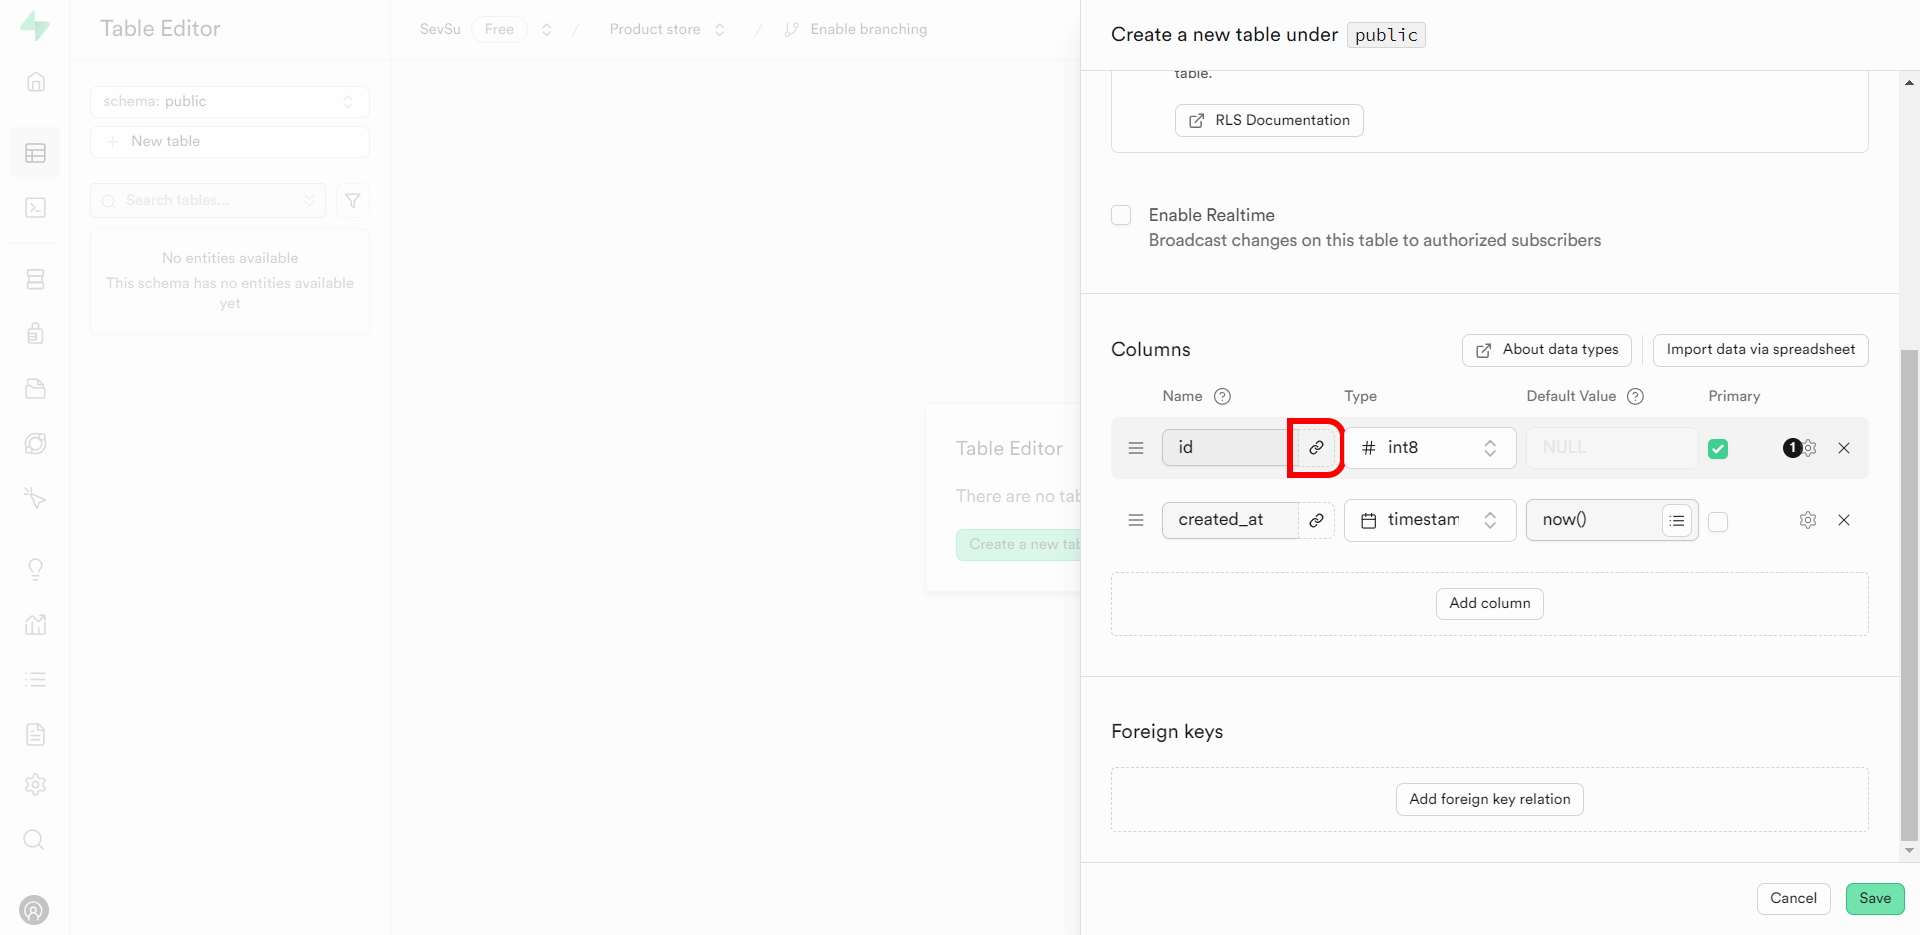 Table Editor
SevSu Free / Product store / Enable branching
schema: public
New table
Search tables...
No entities available
This schema has no entities available
yet
Table Editor
There are no tab
Create a new tab
Create a new table under public
table.
RLS Documentation
Enable Realtime
Broadcast changes on this table to authorized subscribers
Columns
About data types
Import data via spreadsheet
Name ? Type Default Value ? Primary
id # int8 NULL 1
created_at timestam now()
Add column
Foreign keys
Add foreign key relation
Cancel
Save